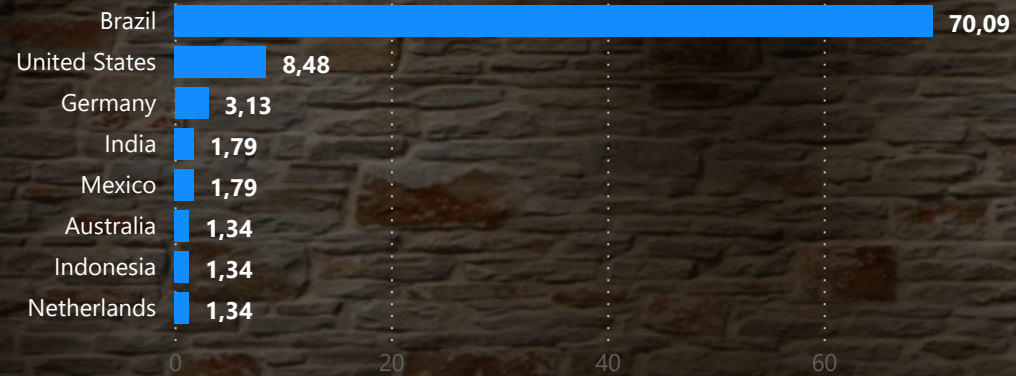 Brazil 70,09
United States 8,48
Germany 3,13
India 1,79
Mexico 1,79
Australia 1,34
Indonesia 1,34
Netherlands 1,34
0 20 40 60